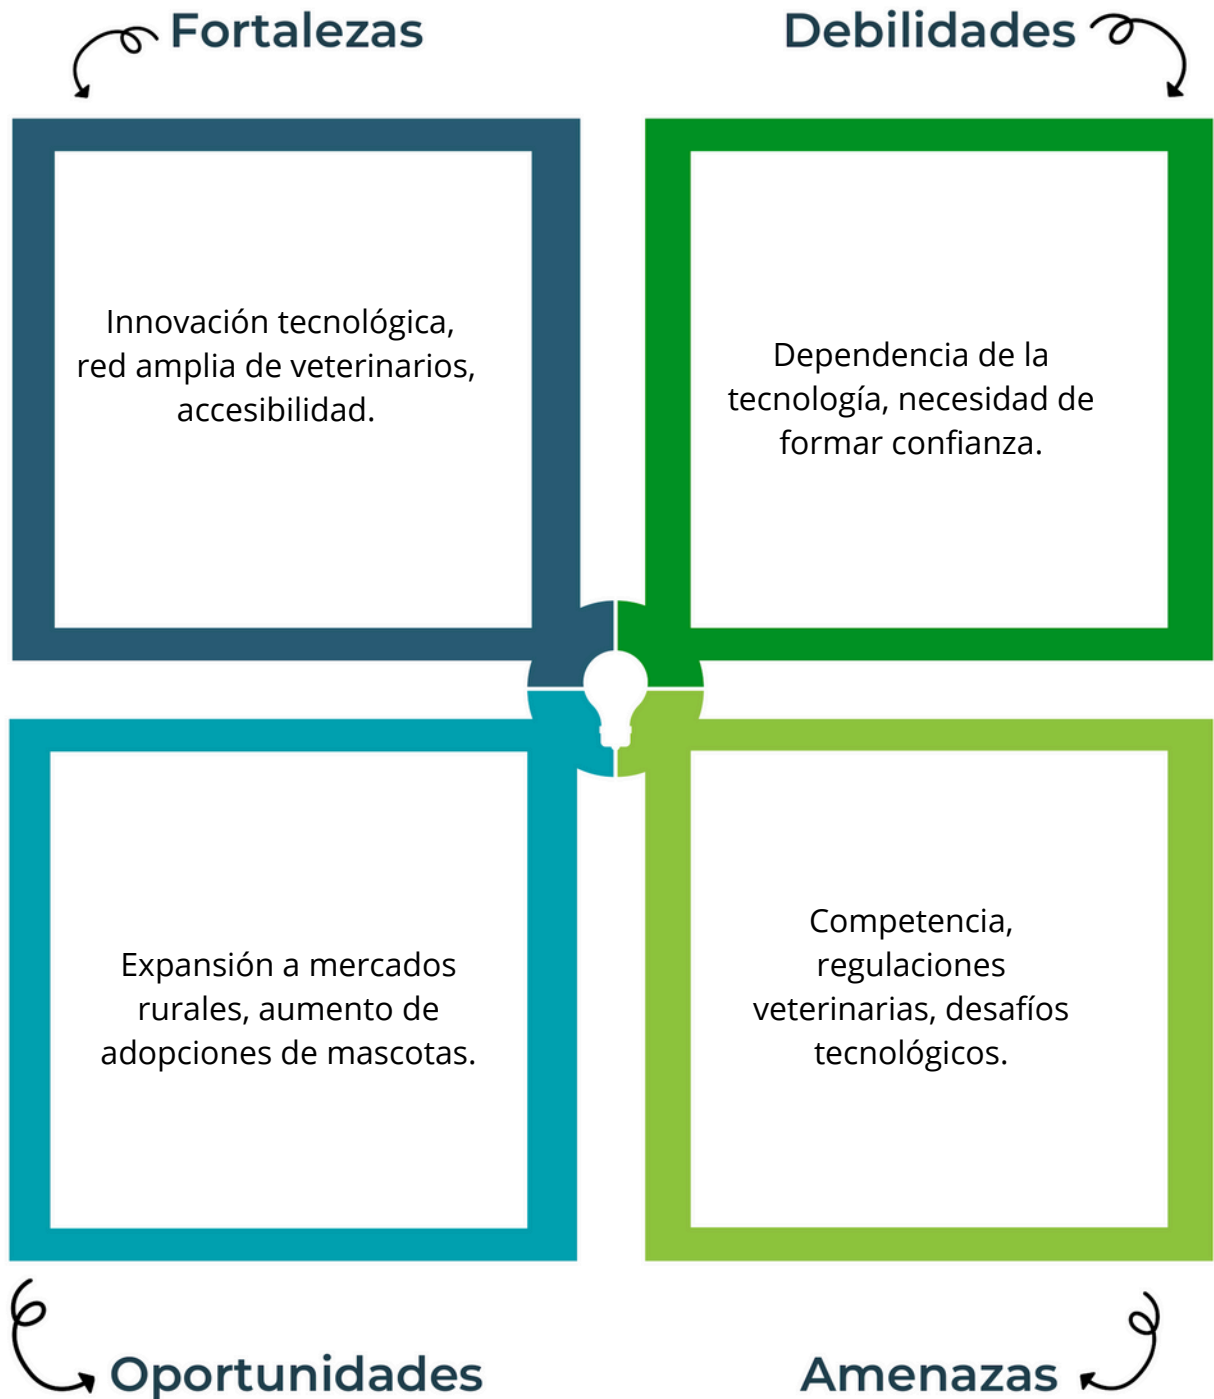 Fortalezas
Innovación tecnológica,
red amplia de veterinarios,
accesibilidad.
Debilidades
Dependencia de la
tecnología, necesidad de
formar confianza.
Expansión a mercados
rurales, aumento de
adopciones de mascotas.
Oportunidades
Competencia,
regulaciones
veterinarias, desafíos
tecnológicos.
Amenazas